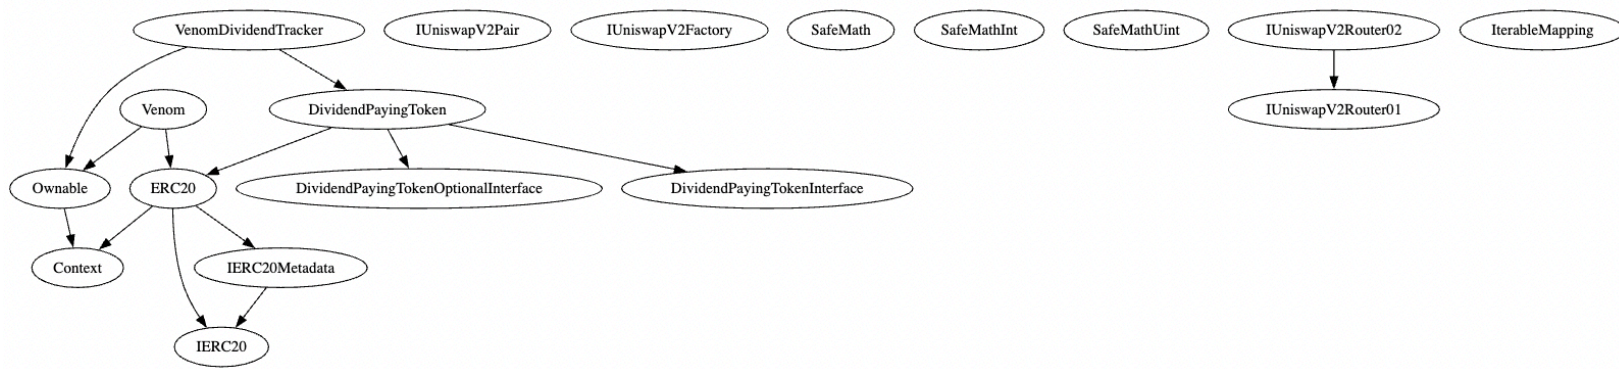 VenomDividendTracker
IUniswapV2Pair
IUniswapV2Factory
SafeMath
SafeMathInt
SafeMathUint
IUniswapV2Router02
IterableMapping
Venom
DividendPayingToken
IUniswapV2Router01
Ownable
ERC20
DividendPayingTokenOptionalInterface
DividendPayingTokenInterface
Context
IERC20Metadata
IERC20